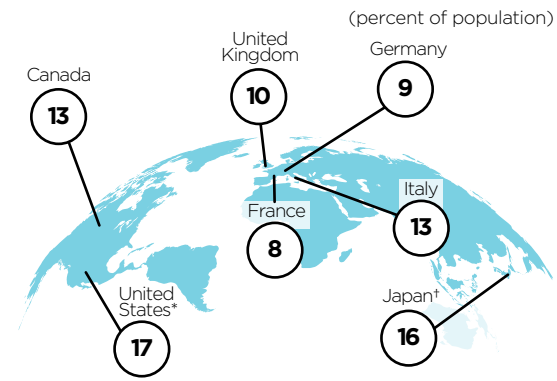 (percent of population)
United
Kingdom
Germany
Canada
10
9
13
Italy
France
13
8
United
States*
Japan†
17
16